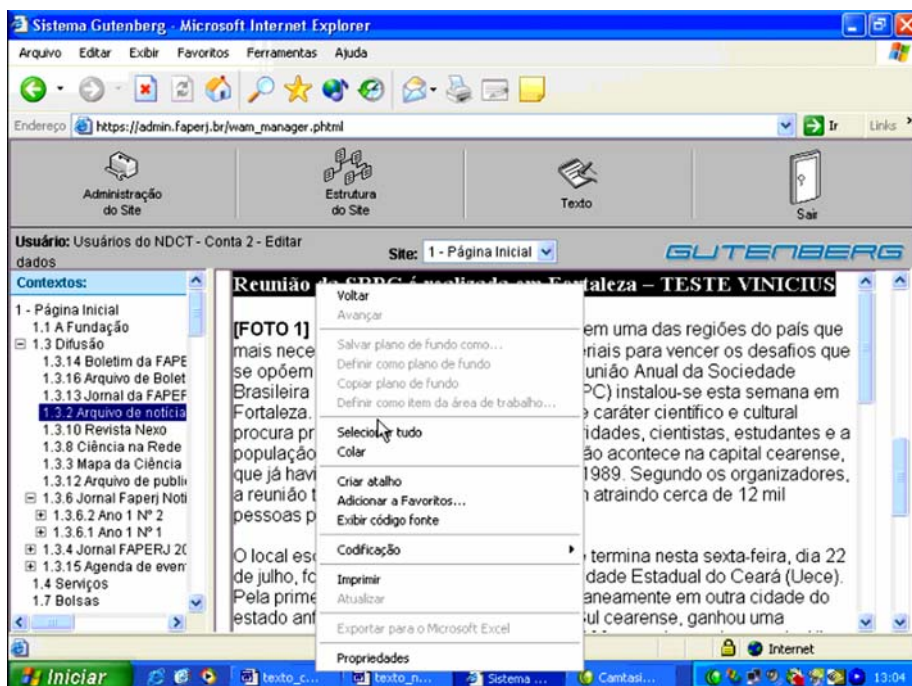 Sistema Gutenberg - Microsoft Internet Explorer
Arquivo Editar Exibir Favoritos Ferramentas Ajuda
Endereço https://admin.faperj.br/wam_manager.phtml Ir Links
Administração
do Site
Estrutura
do Site
Texto
Sair
Usuário: Usuários do NDCT - Conta 2 - Editar
dados
Site: 1 - Página Inicial
GUTENBERG
Contextos:
1 - Página Inicial
1.1 A Fundação
1.3 Difusão
1.3.14 Boletim da FAPE
1.3.16 Arquivo de Bolet
1.3.13 Jornal da FAPEF
1.3.2 Arquivo de notícia
1.3.10 Revista Nexo
1.3.8 Ciência na Rede
1.3.3 Mapa da Ciência
1.3.12 Arquivo de publi
1.3.6 Jornal Faperj Noti
1.3.6.2 Ano 1 Nº 2
1.3.6.1 Ano 1 Nº 1
1.3.4 Jornal FAPERJ 20
1.3.15 Agenda de even
1.4 Serviços
1.7 Bolsas
Reunião da SBPC é realizada em Fortaleza – TESTE VINICIUS
[FOTO 1] em uma das regiões do país que
mais nece eriais para vencer os desafios que
se opõem união Anual da Sociedade
Brasileira PC) instalou-se esta semana em
Fortaleza. caráter científico e cultural
procura pr idades, cientistas, estudantes e a
população ão acontece na capital cearense,
que já havi 1989. Segundo os organizadores,
a reunião t atraindo cerca de 12 mil
pessoas p
O local esc termina nesta sexta-feira, dia 22
de julho, fo dade Estadual do Ceará (Uece).
Pela prime aneamente em outra cidade do
estado ant ul cearense, ganhou uma
Voltar
Avançar
Salvar plano de fundo como...
Definir como plano de fundo
Copiar plano de fundo
Definir como item da área de trabalho...
Selecionar tudo
Colar
Criar atalho
Adicionar a Favoritos...
Exibir código fonte
Codificação
Imprimir
Atualizar
Exportar para o Microsoft Excel
Propriedades
Internet
Iniciar texto_c... texto_n... Sistema ... Camtasi... 13:04